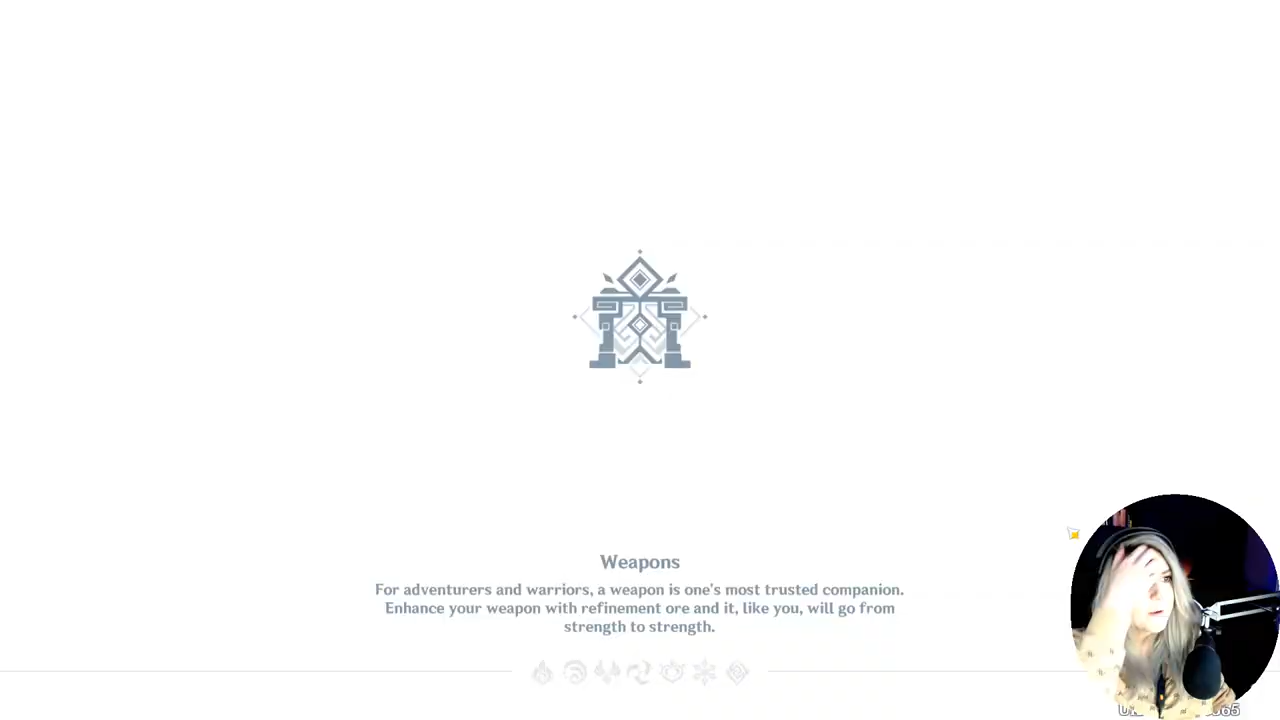 Weapons
For adventurers and warriors, a weapon is one's most trusted companion.
Enhance your weapon with refinement ore and it, like you, will go from
strength to strength.